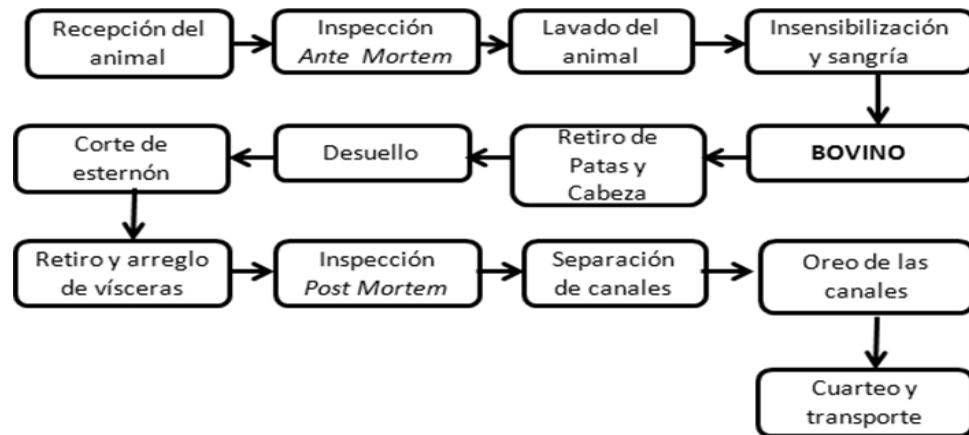 Recepción del
animal
Inspección
Ante Mortem
Lavado del
animal
Insensibilización
y sangría
BOVINO
Retiro de
Patas y
Cabeza
Desuello
Corte de
esternón
Retiro y arreglo
de vísceras
Inspección
Post Mortem
Separación
de canales
Oreo de las
canales
Cuarteo y
transporte